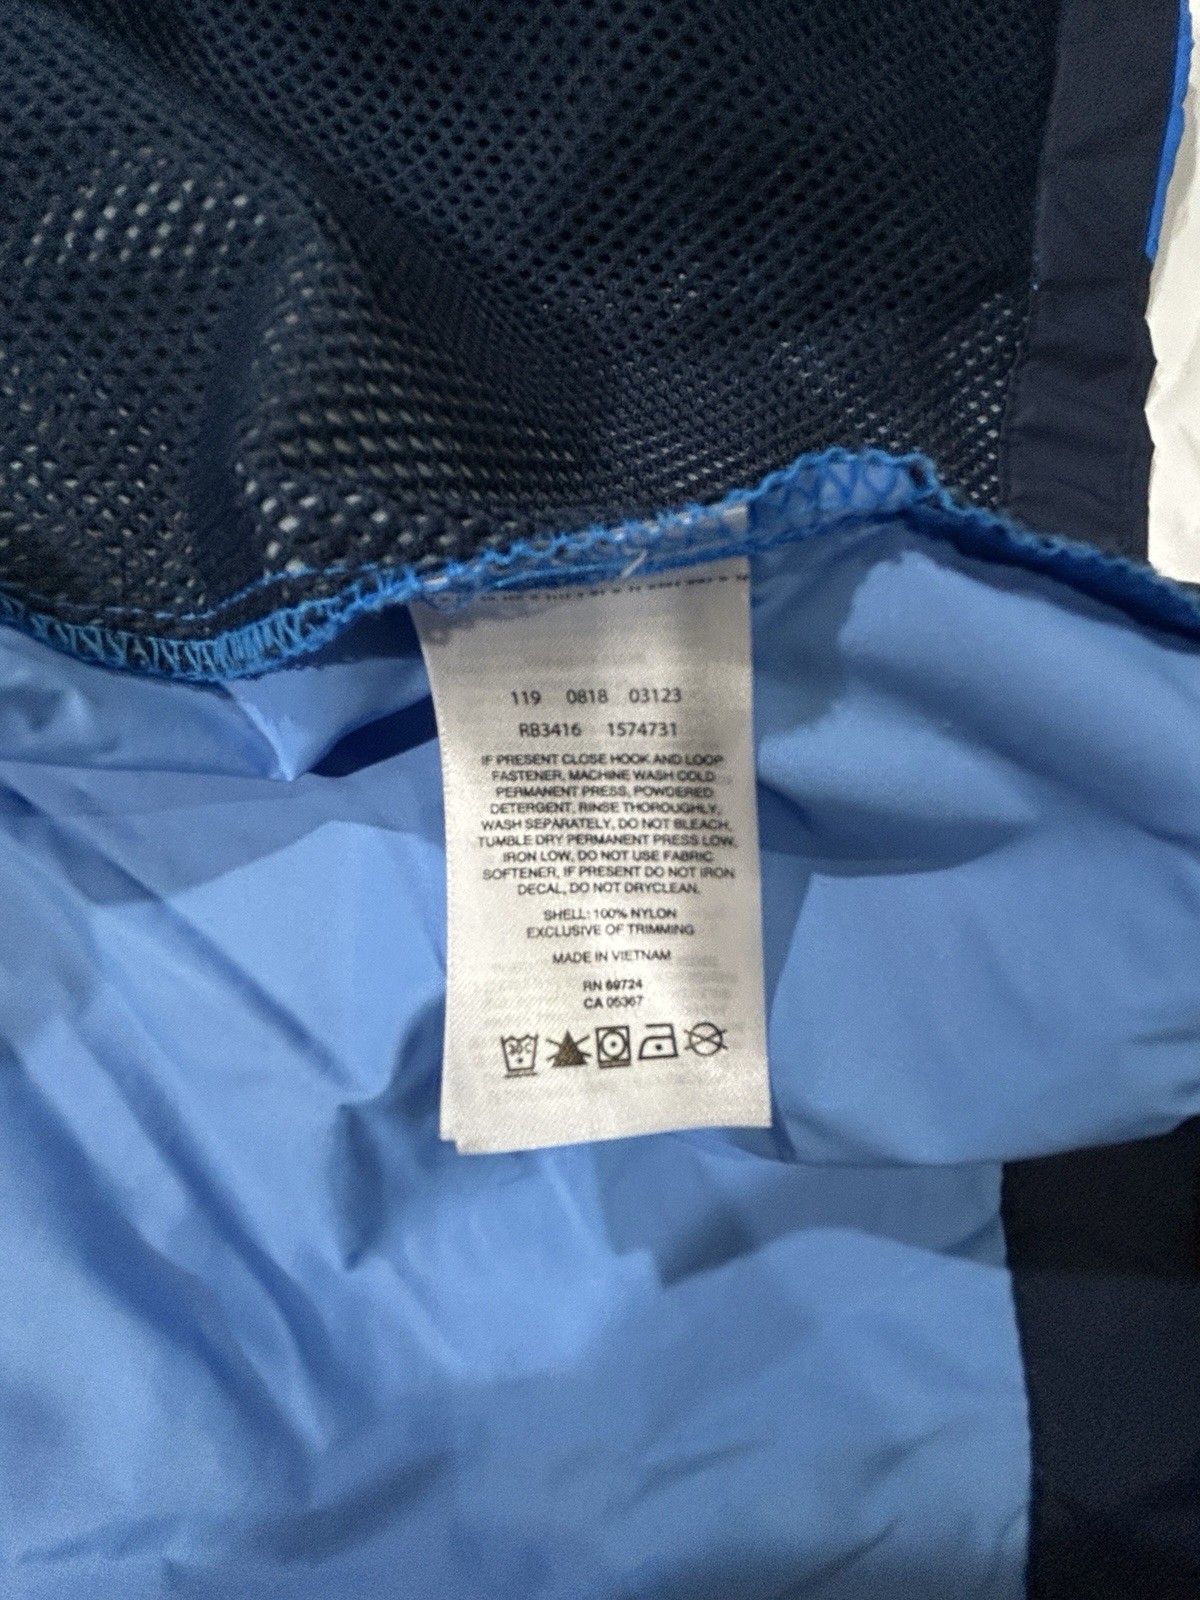 119 0818 03123
RB3416 1574731
IF PRESENT CLOSE HOOK AND LOOP
FASTENER, MACHINE WASH COLD
PERMANENT PRESS, POWDERED
DETERGENT, RINSE THOROUGHLY,
WASH SEPARATELY, DO NOT BLEACH,
TUMBLE DRY PERMANENT PRESS LOW,
IRON LOW, DO NOT USE FABRIC
SOFTENER, IF PRESENT DO NOT IRON
DECAL, DO NOT DRYCLEAN.
SHELL: 100% NYLON
EXCLUSIVE OF TRIMMING
MADE IN VIETNAM
RN 69724
CA 05367
30°C